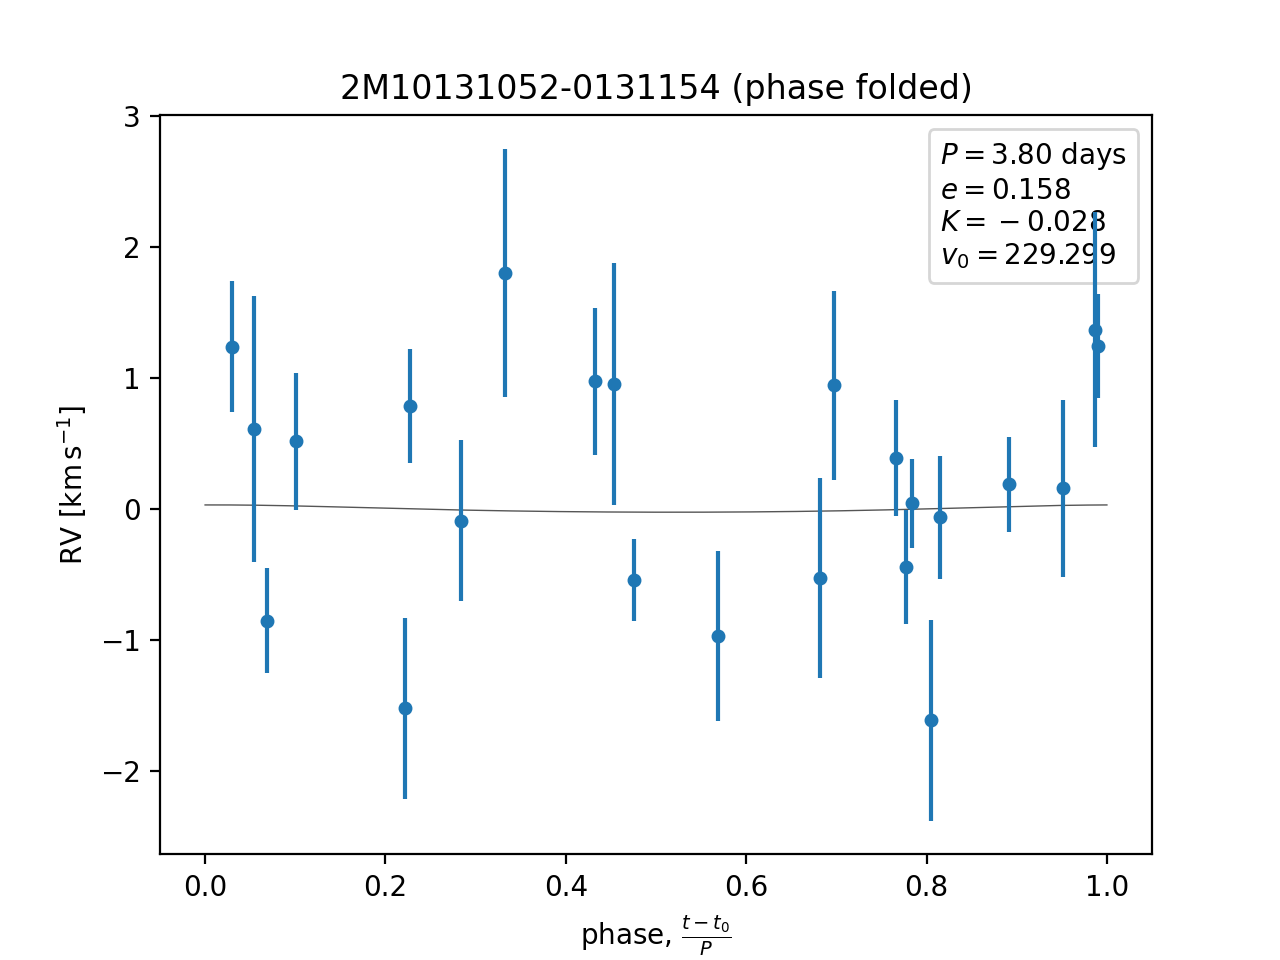 2M10131052-0131154 (phase folded)
P = 3.80 days
e = 0.158
K = −0.028
v₀ = 229.299
3
2
1
0
−1
−2
RV [km s⁻¹]
0.0 0.2 0.4 0.6 0.8 1.0
phase, (t − t₀)/P